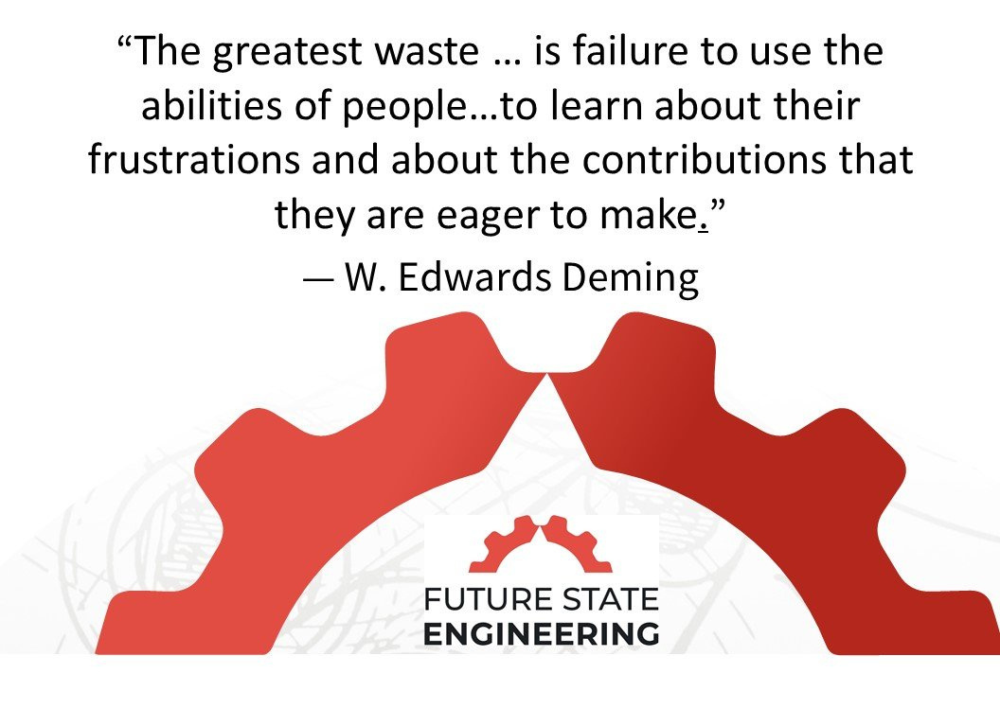 “The greatest waste … is failure to use the
abilities of people…to learn about their
frustrations and about the contributions that
they are eager to make.”
— W. Edwards Deming
FUTURE STATE
ENGINEERING